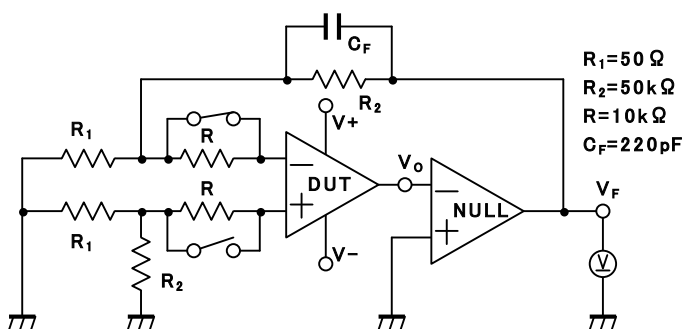 C_F
R_2
V+
R_1
R
DUT
V_O
NULL
V_F
V
R
R_1
R_2
V-
R_1=50Ω
R_2=50kΩ
R=10kΩ
C_F=220pF